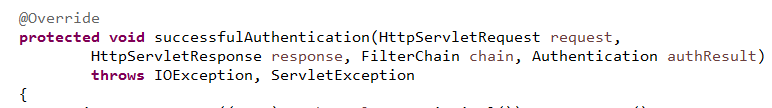 @Override
protected void successfulAuthentication(HttpServletRequest request,
HttpServletResponse response, FilterChain chain, Authentication authResult)
throws IOException, ServletException
{